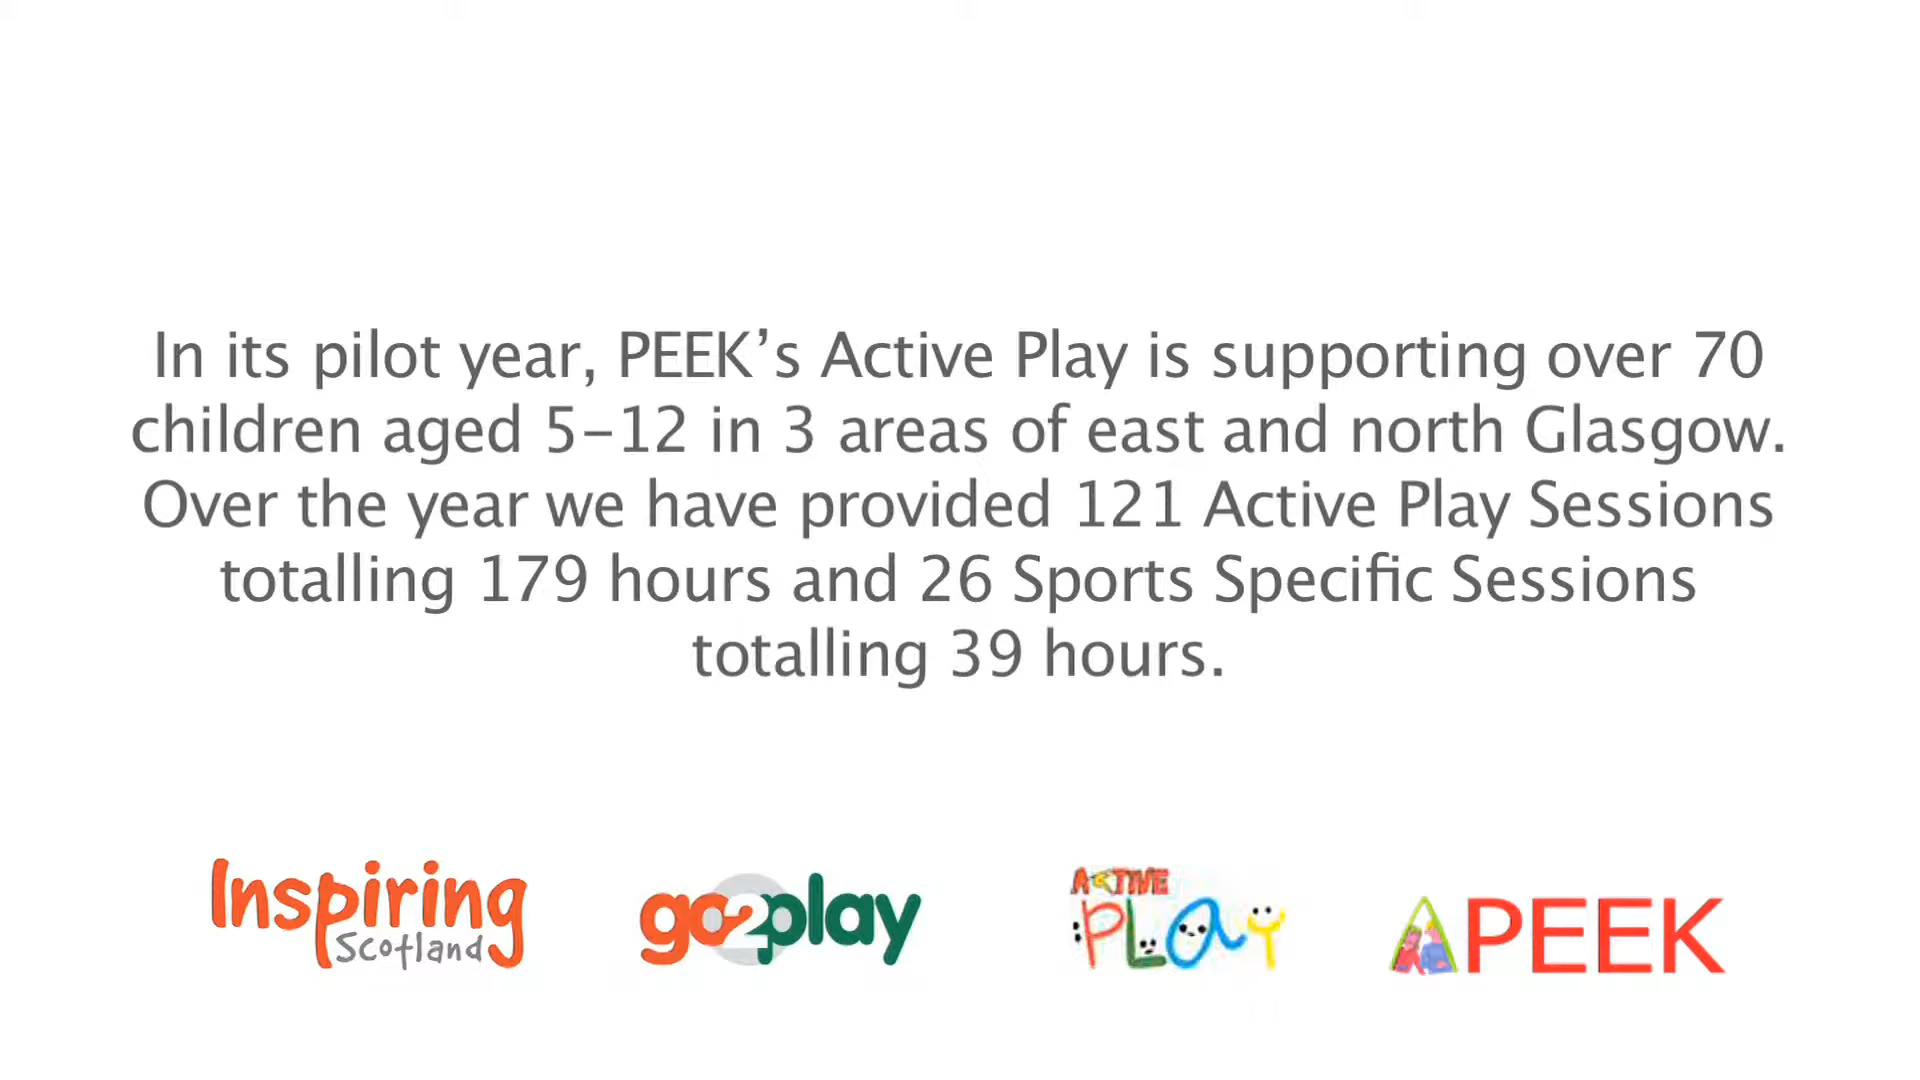 In its pilot year, PEEK’s Active Play is supporting over 70
children aged 5-12 in 3 areas of east and north Glasgow.
Over the year we have provided 121 Active Play Sessions
totalling 179 hours and 26 Sports Specific Sessions
totalling 39 hours.
Inspiring
Scotland
go2play
ACTIVE
PLAY
PEEK